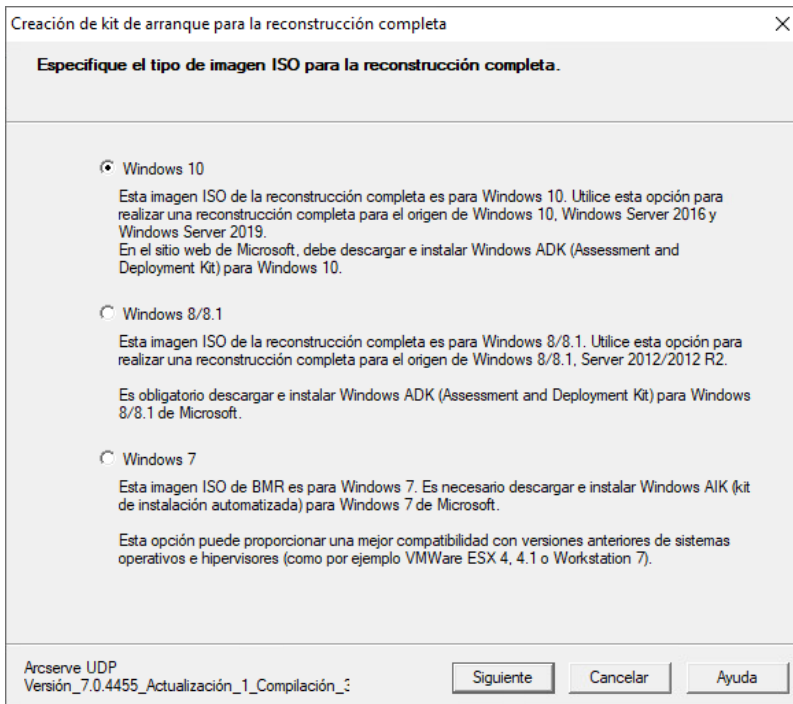 Creación de kit de arranque para la reconstrucción completa
Especifique el tipo de imagen ISO para la reconstrucción completa.
Windows 10
Esta imagen ISO de la reconstrucción completa es para Windows 10. Utilice esta opción para
realizar una reconstrucción completa para el origen de Windows 10, Windows Server 2016 y
Windows Server 2019.
En el sitio web de Microsoft, debe descargar e instalar Windows ADK (Assessment and
Deployment Kit) para Windows 10.
Windows 8/8.1
Esta imagen ISO de la reconstrucción completa es para Windows 8/8.1. Utilice esta opción para
realizar una reconstrucción completa para el origen de Windows 8/8.1, Server 2012/2012 R2.
Es obligatorio descargar e instalar Windows ADK (Assessment and Deployment Kit) para Windows
8/8.1 de Microsoft.
Windows 7
Esta imagen ISO de BMR es para Windows 7. Es necesario descargar e instalar Windows AIK (kit
de instalación automatizada) para Windows 7 de Microsoft.
Esta opción puede proporcionar una mejor compatibilidad con versiones anteriores de sistemas
operativos e hipervisores (como por ejemplo VMWare ESX 4, 4.1 o Workstation 7).
Arcserve UDP
Versión_7.0.4455_Actualización_1_Compilación_
Siguiente
Cancelar
Ayuda